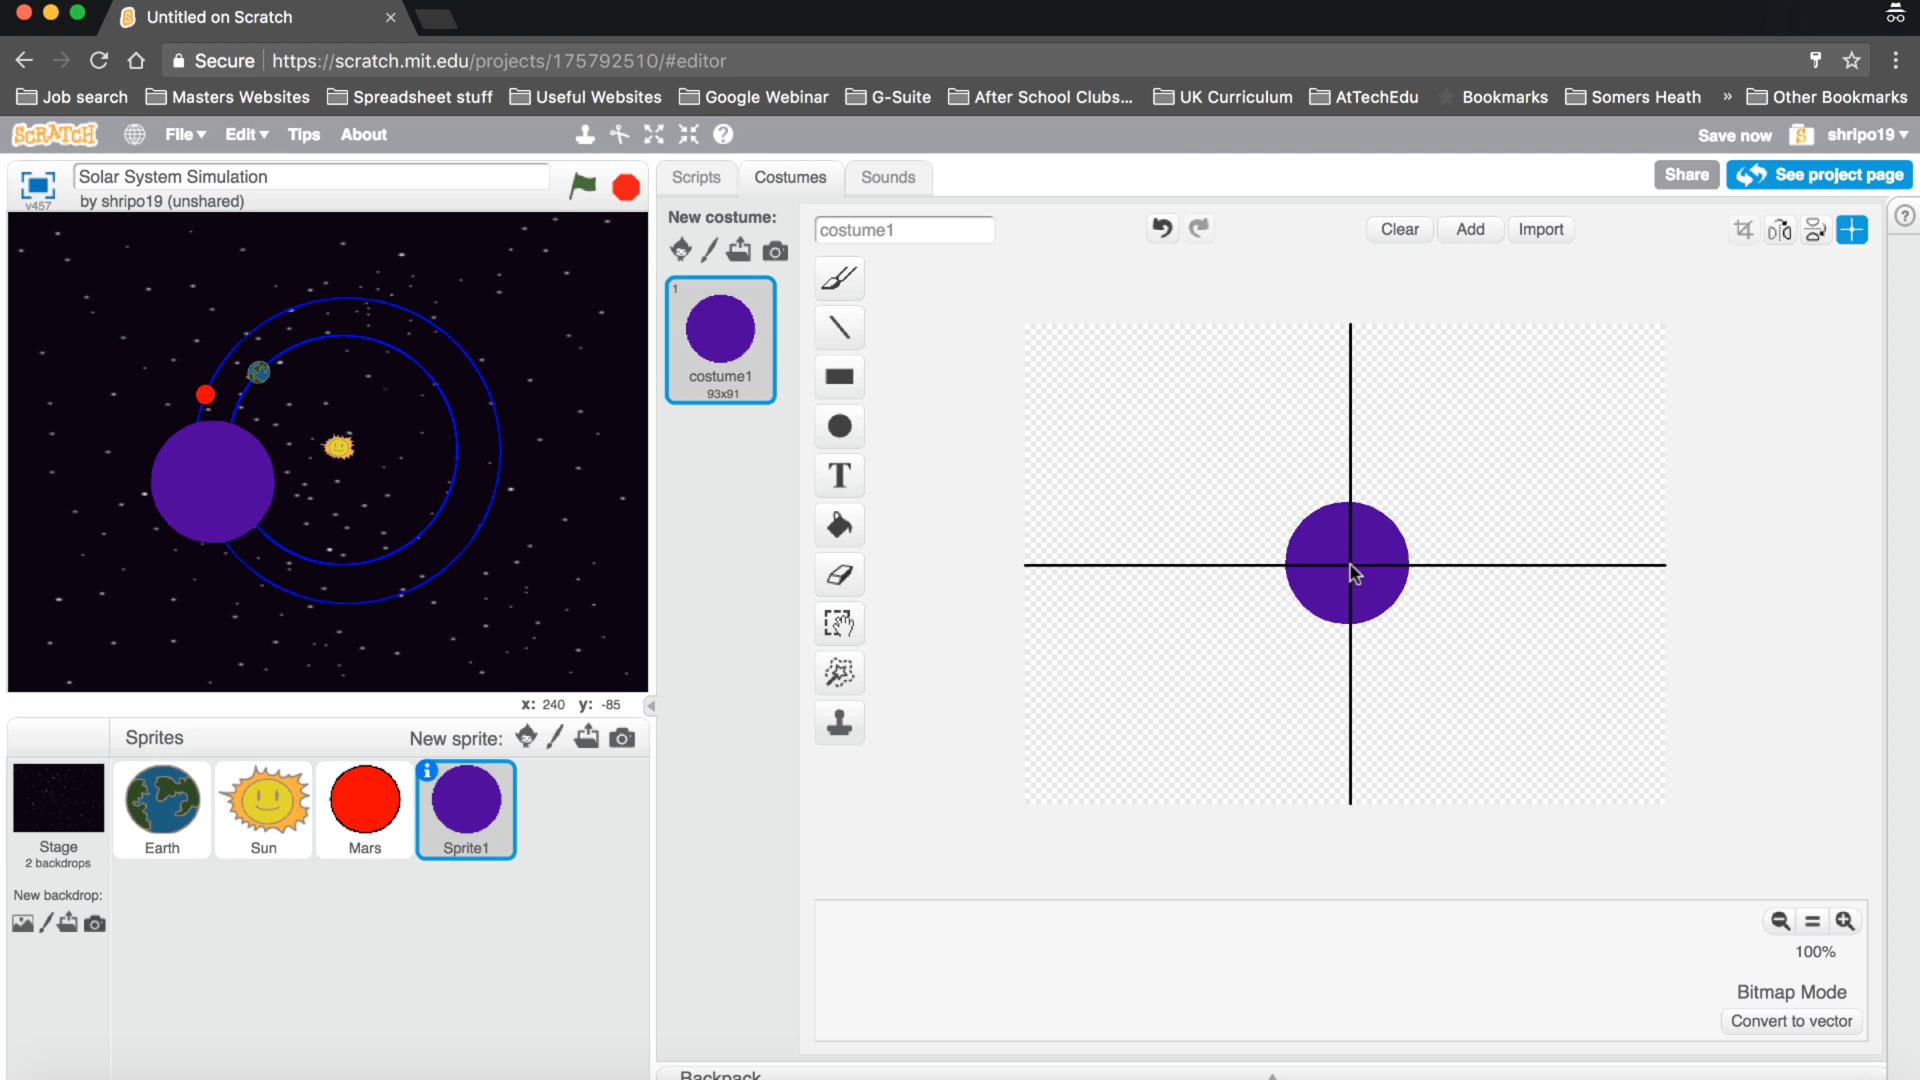 Untitled on Scratch
Secure https://scratch.mit.edu/projects/175792510/#editor
Job search Masters Websites Spreadsheet stuff Useful Websites Google Webinar G-Suite After School Clubs... UK Curriculum AtTechEdu Bookmarks Somers Heath » Other Bookmarks
SCRATCH File Edit Tips About Save now shripo19
Solar System Simulation
v457
by shripo19 (unshared)
Scripts Costumes Sounds Share See project page
New costume:
costume1 Clear Add Import
1
costume1
93x91
T
x: 240 y: -85
Sprites New sprite:
Stage
2 backdrops
Earth Sun Mars Sprite1
New backdrop:
100%
Bitmap Mode
Convert to vector
Backpack